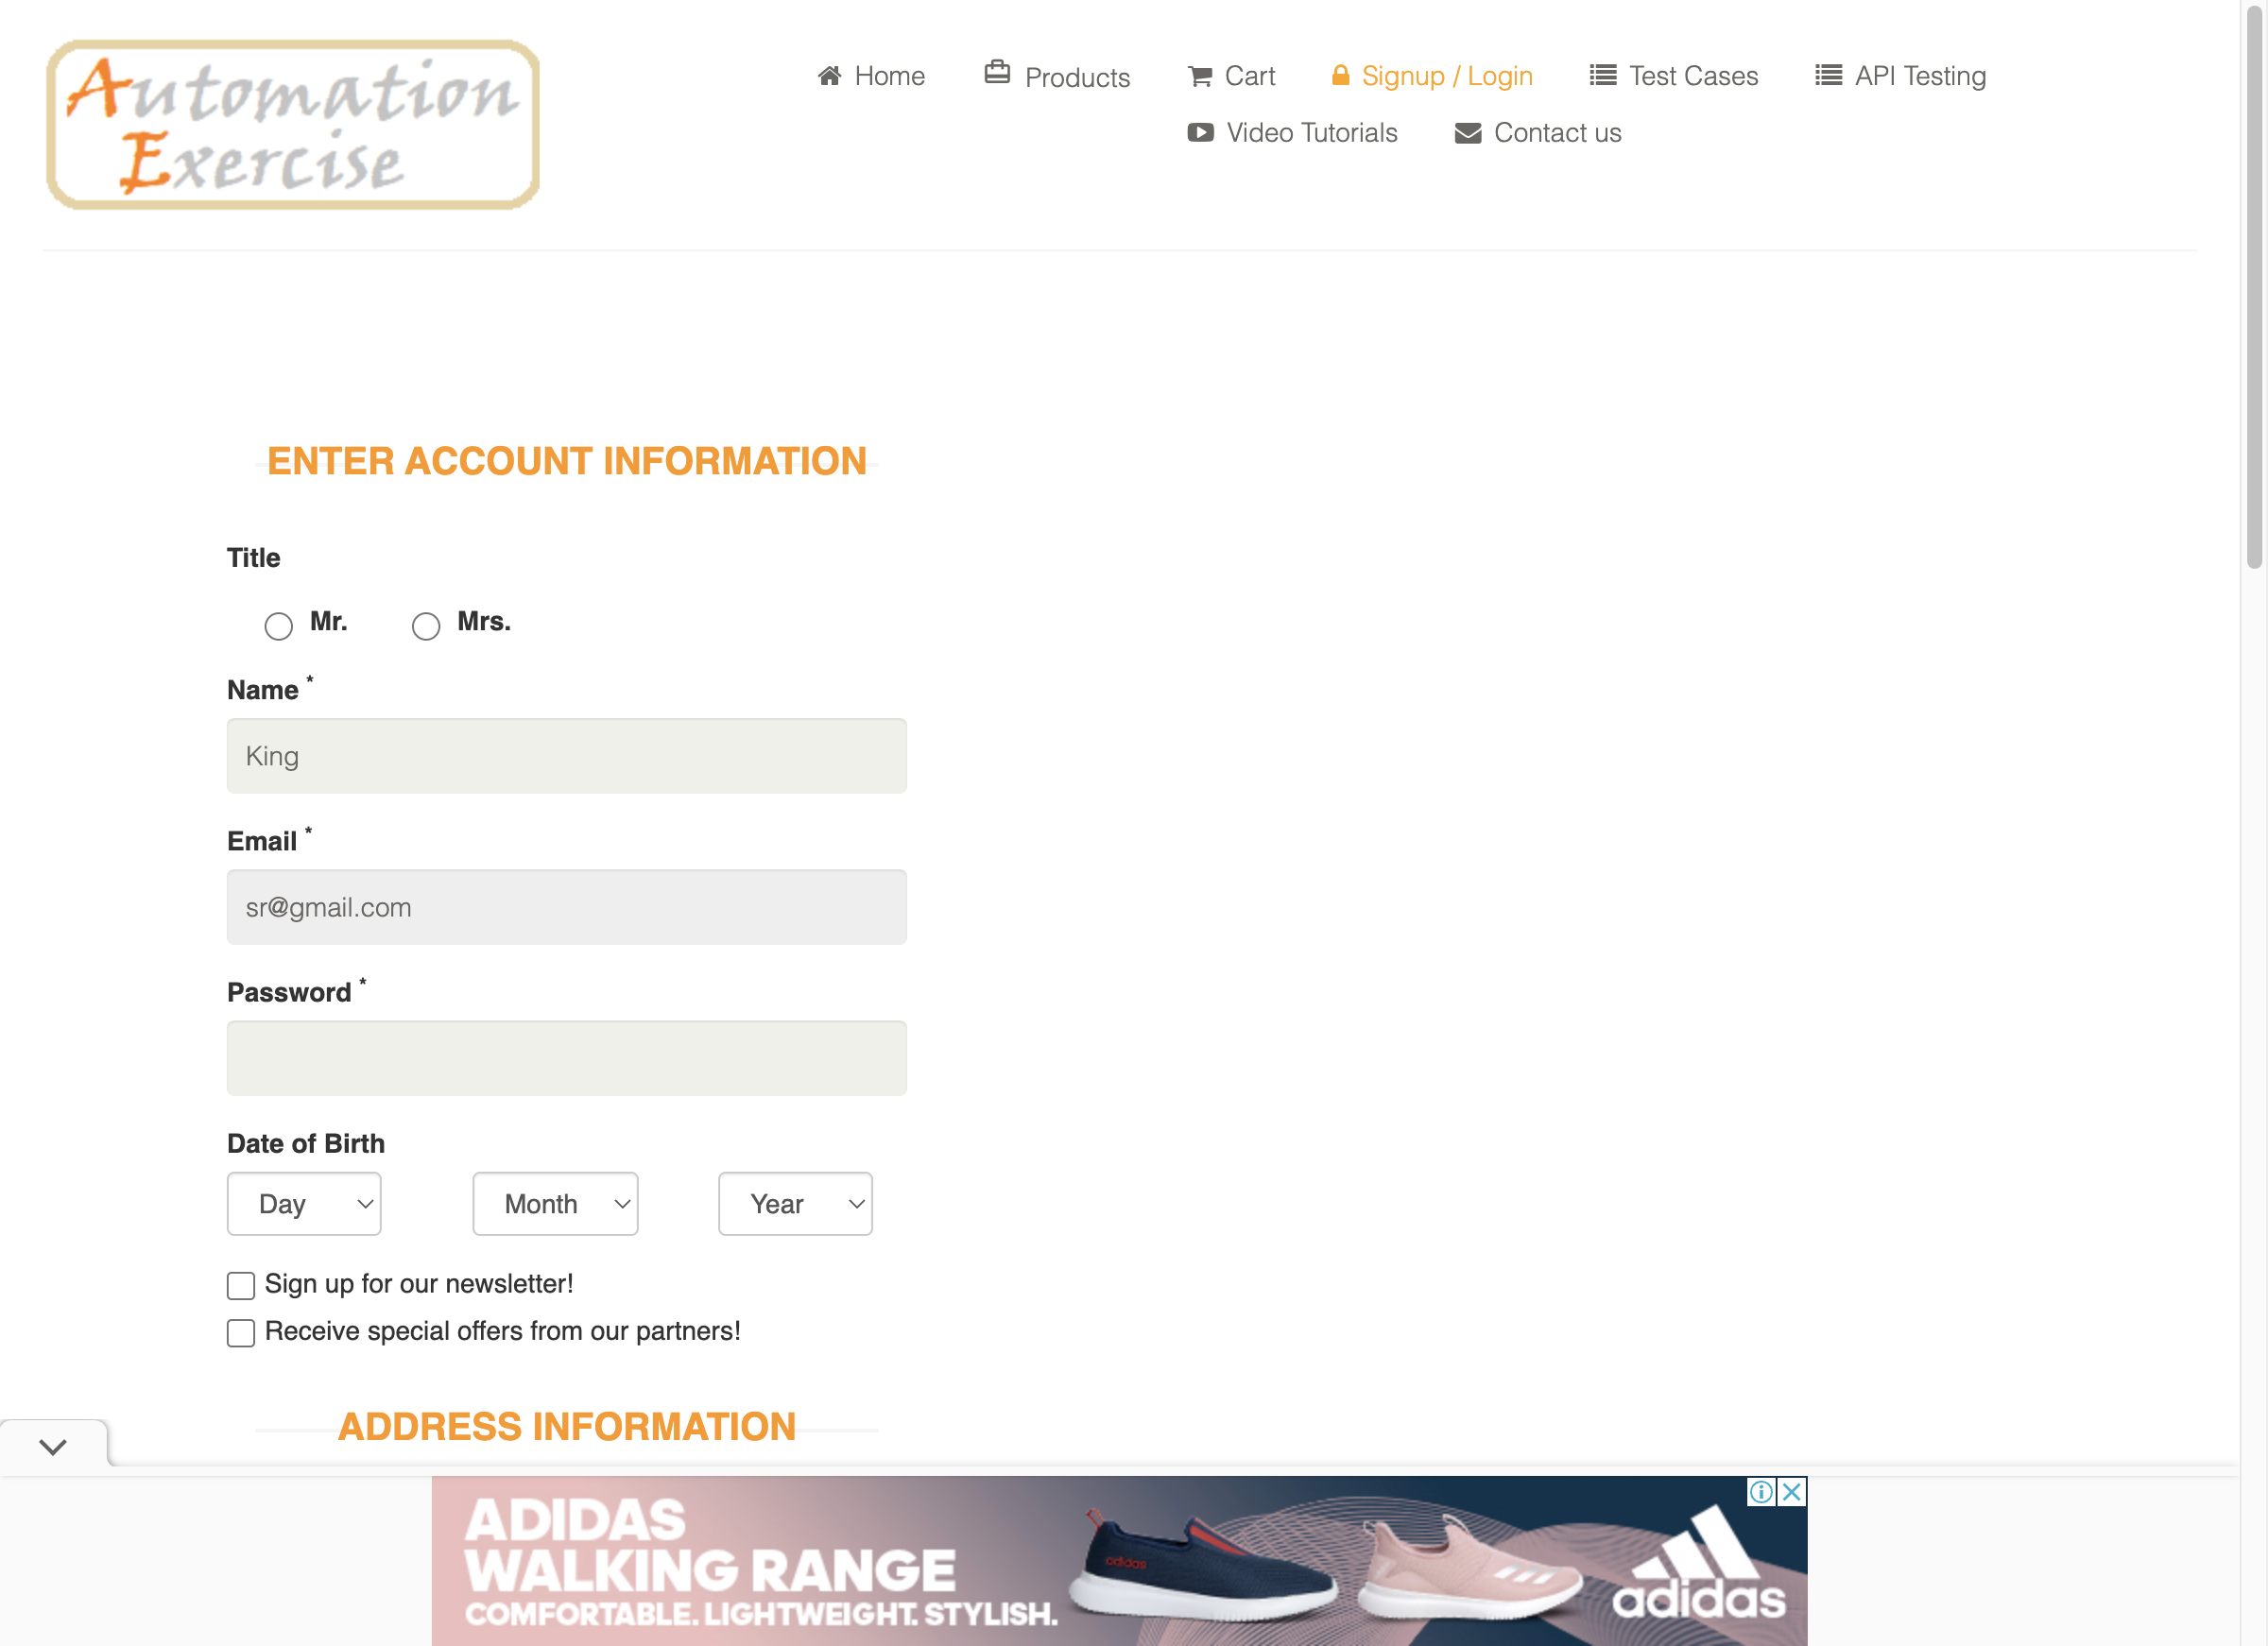 Automation
Exercise
Home
Products
Cart
Signup / Login
Test Cases
API Testing
Video Tutorials
Contact us
ENTER ACCOUNT INFORMATION
Title
Mr.
Mrs.
Name *
King
Email *
sr@gmail.com
Password *
Date of Birth
Day
Month
Year
Sign up for our newsletter!
Receive special offers from our partners!
ADDRESS INFORMATION
ADIDAS
WALKING RANGE
COMFORTABLE. LIGHTWEIGHT. STYLISH.
adidas
adidas